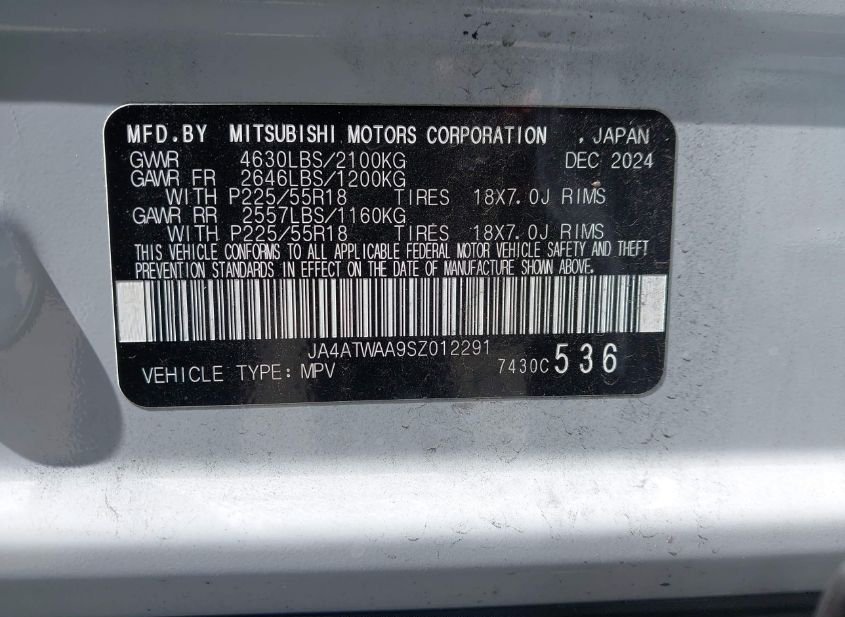 MFD.BY MITSUBISHI MOTORS CORPORATION , JAPAN
GVWR 4630LBS/2100KG DEC 2024
GAWR FR 2646LBS/1200KG
WITH P225/55R18 TIRES 18X7.0J RIMS
GAWR RR 2557LBS/1160KG
WITH P225/55R18 TIRES 18X7.0J RIMS
THIS VEHICLE CONFORMS TO ALL APPLICABLE FEDERAL MOTOR VEHICLE SAFETY AND THEFT
PREVENTION STANDARDS IN EFFECT ON THE DATE OF MANUFACTURE SHOWN ABOVE.
JA4ATWAA9SZ012291
VEHICLE TYPE: MPV 7430C 536